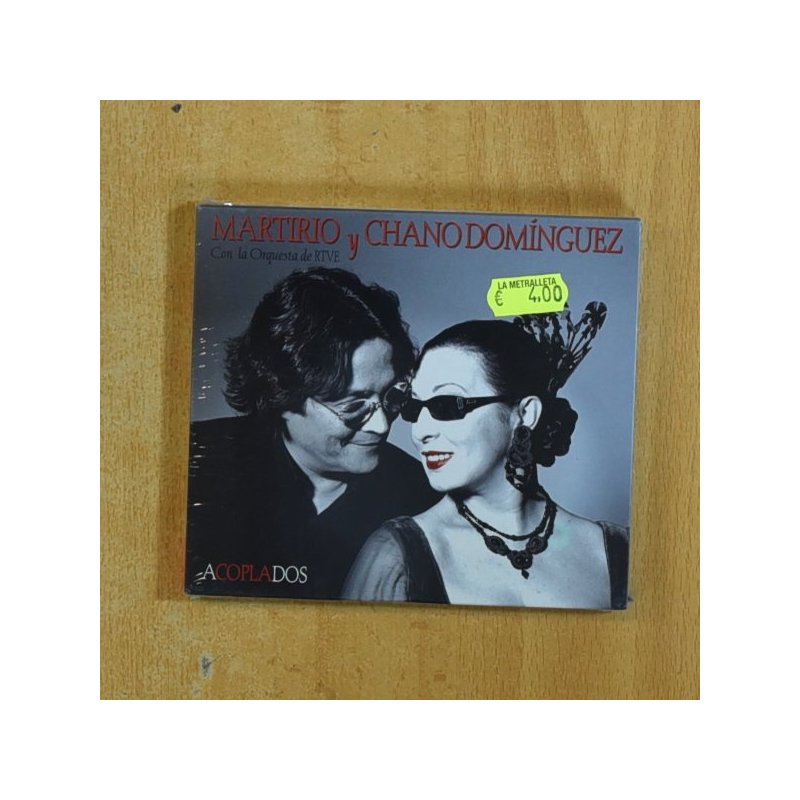 MARTIRIO y CHANO DOMÍNGUEZ
Con la Orquesta de RTVE
LA METRALLETA
€ 4,00
ACOPLADOS